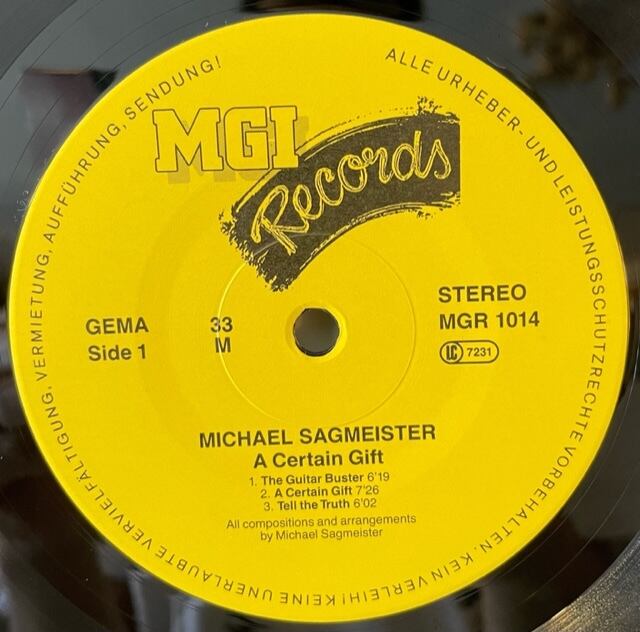 MGI
Records
ALLE URHEBER- UND LEISTUNGSSCHUTZRECHTE VORBEHALTEN. KEIN VERLEIH! KEINE UNERLAUBTE VERVIELFÄLTIGUNG, VERMIETUNG, AUFFÜHRUNG, SENDUNG!
GEMA
Side 1
33
M
STEREO
MGR 1014
LC 7231
MICHAEL SAGMEISTER
A Certain Gift
1. The Guitar Buster 6'19
2. A Certain Gift 7'26
3. Tell the Truth 6'02
All compositions and arrangements
by Michael Sagmeister